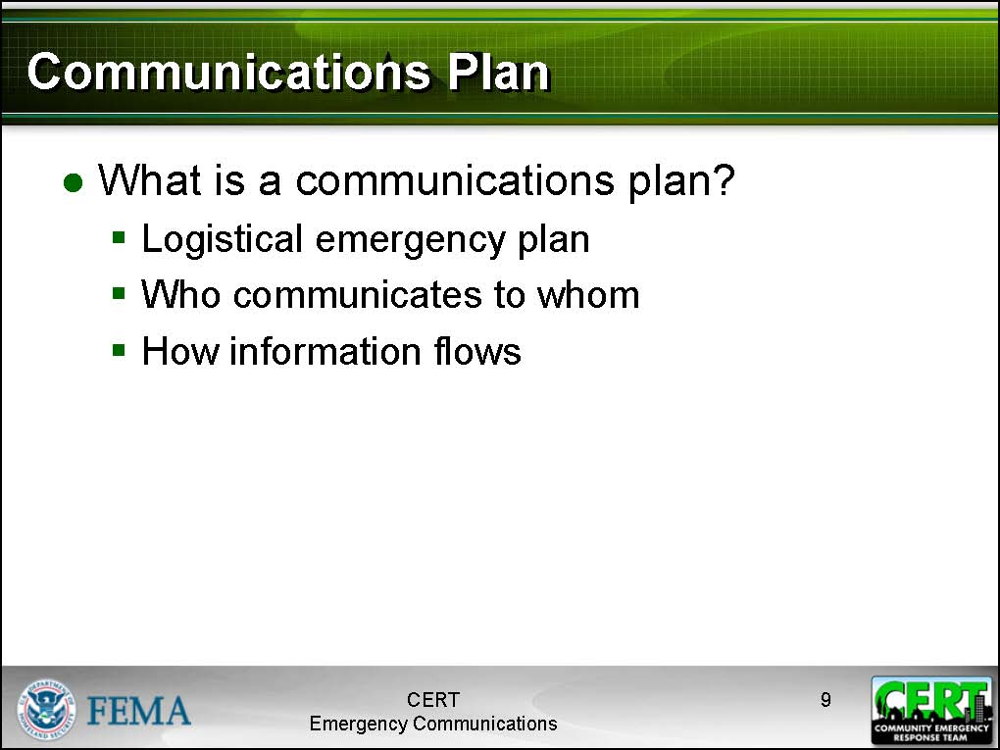 Communications Plan
● What is a communications plan?
▪ Logistical emergency plan
▪ Who communicates to whom
▪ How information flows
U.S. DEPARTMENT OF HOMELAND SECURITY
FEMA
CERT
Emergency Communications
9
CERT
COMMUNITY EMERGENCY
RESPONSE TEAM